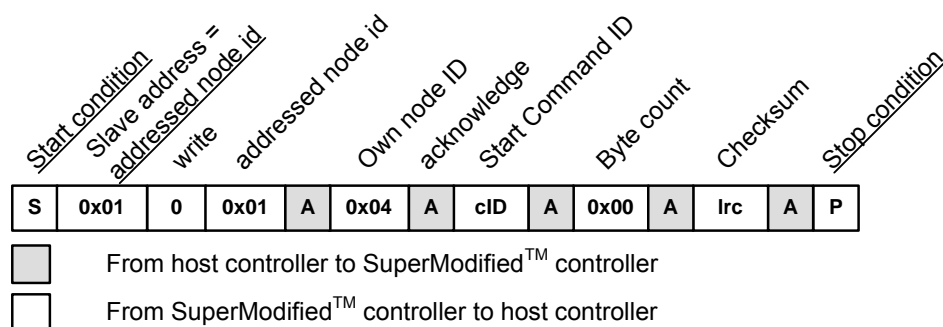 Start condition
Slave address =
addressed node id
write
addressed node id
Own node ID
acknowledge
Start Command ID
Byte count
Checksum
Stop condition
S 0x01 0 0x01 A 0x04 A cID A 0x00 A lrc A P
From host controller to SuperModified™ controller
From SuperModified™ controller to host controller